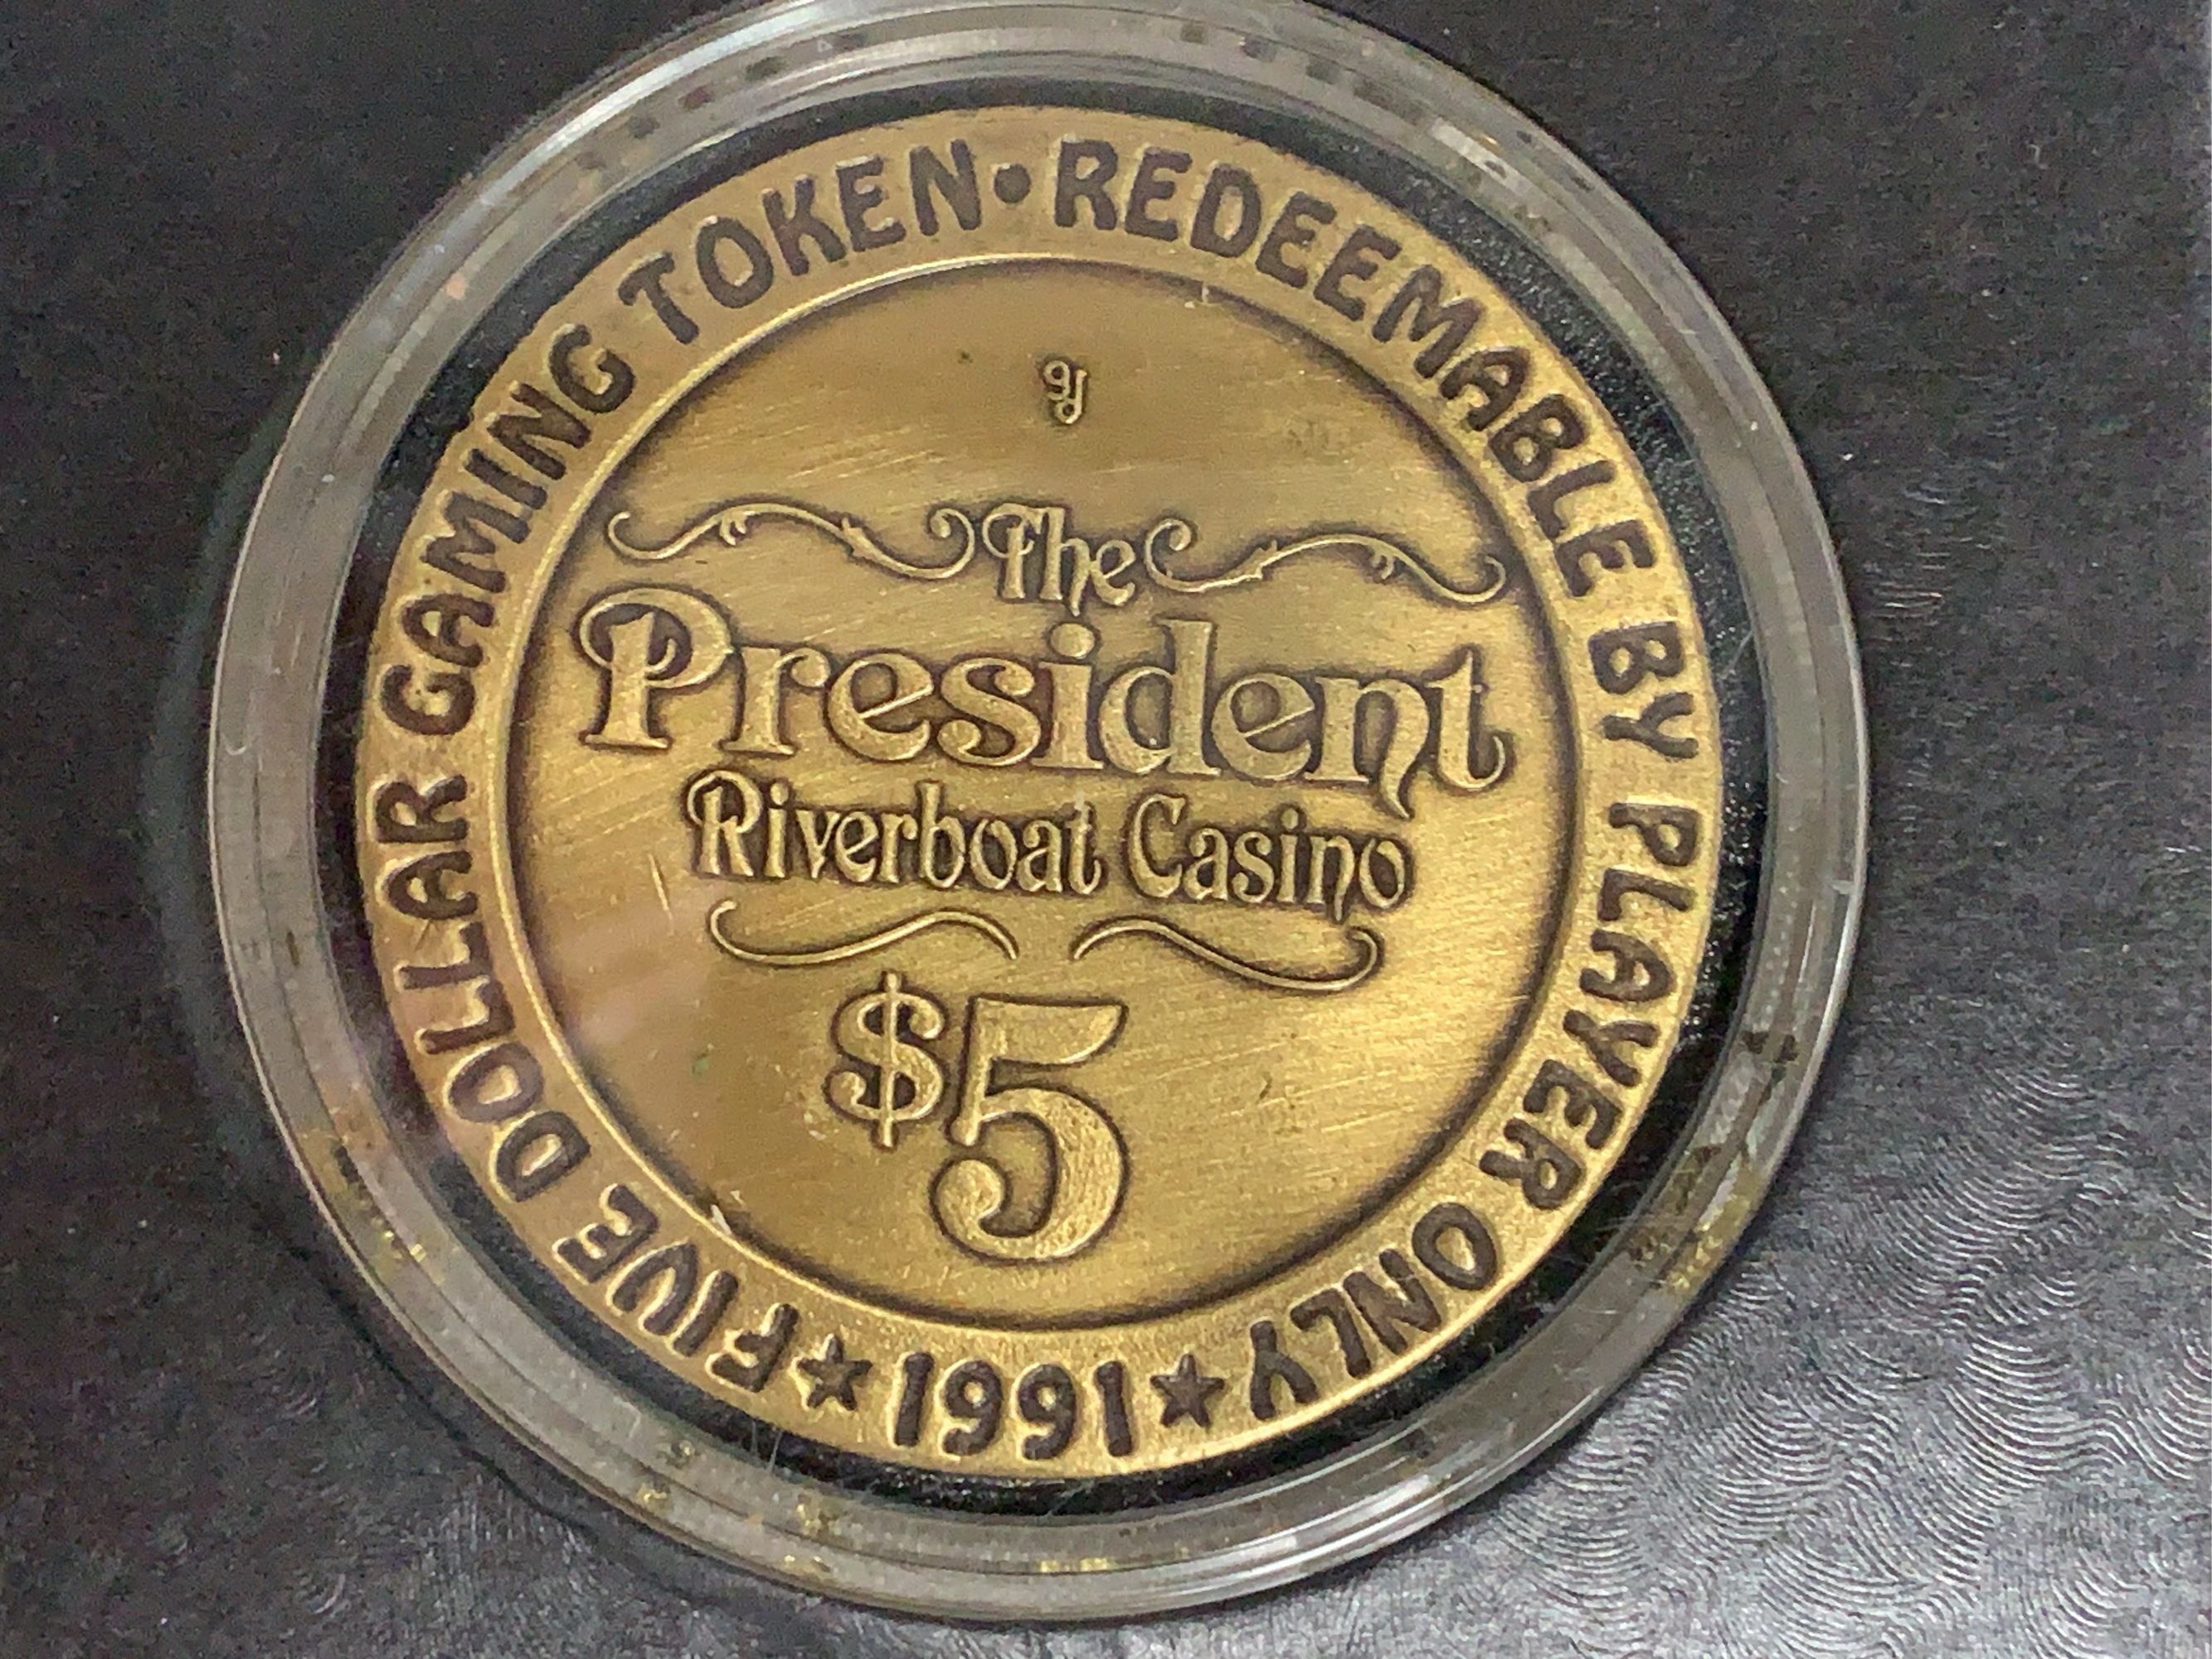 FIVE DOLLAR GAMING TOKEN • REDEEMABLE BY PLAYER ONLY
★ 1991 ★
The
President
Riverboat Casino
$5